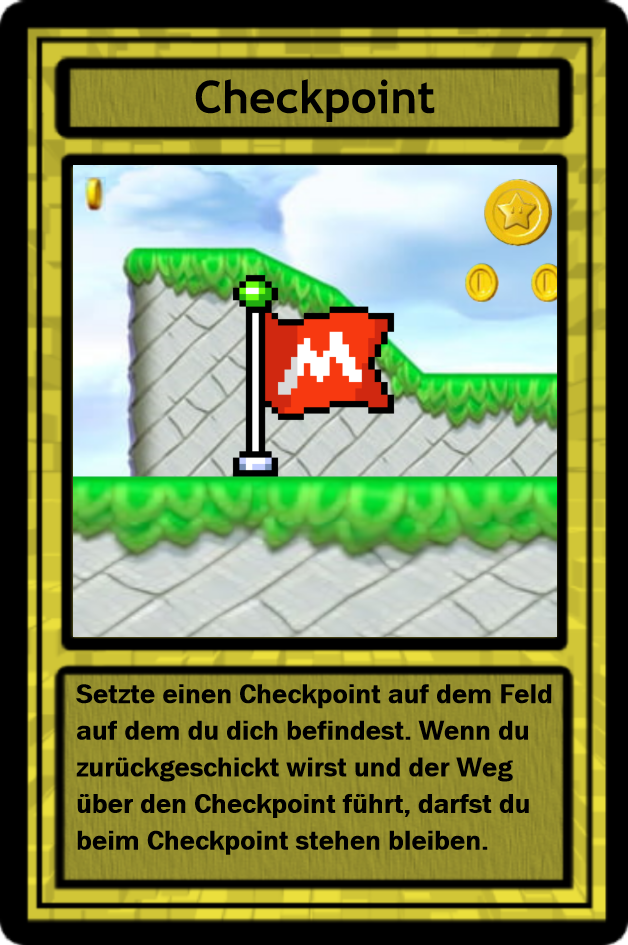 Checkpoint
M
Setzte einen Checkpoint auf dem Feld
auf dem du dich befindest. Wenn du
zurückgeschickt wirst und der Weg
über den Checkpoint führt, darfst du
beim Checkpoint stehen bleiben.